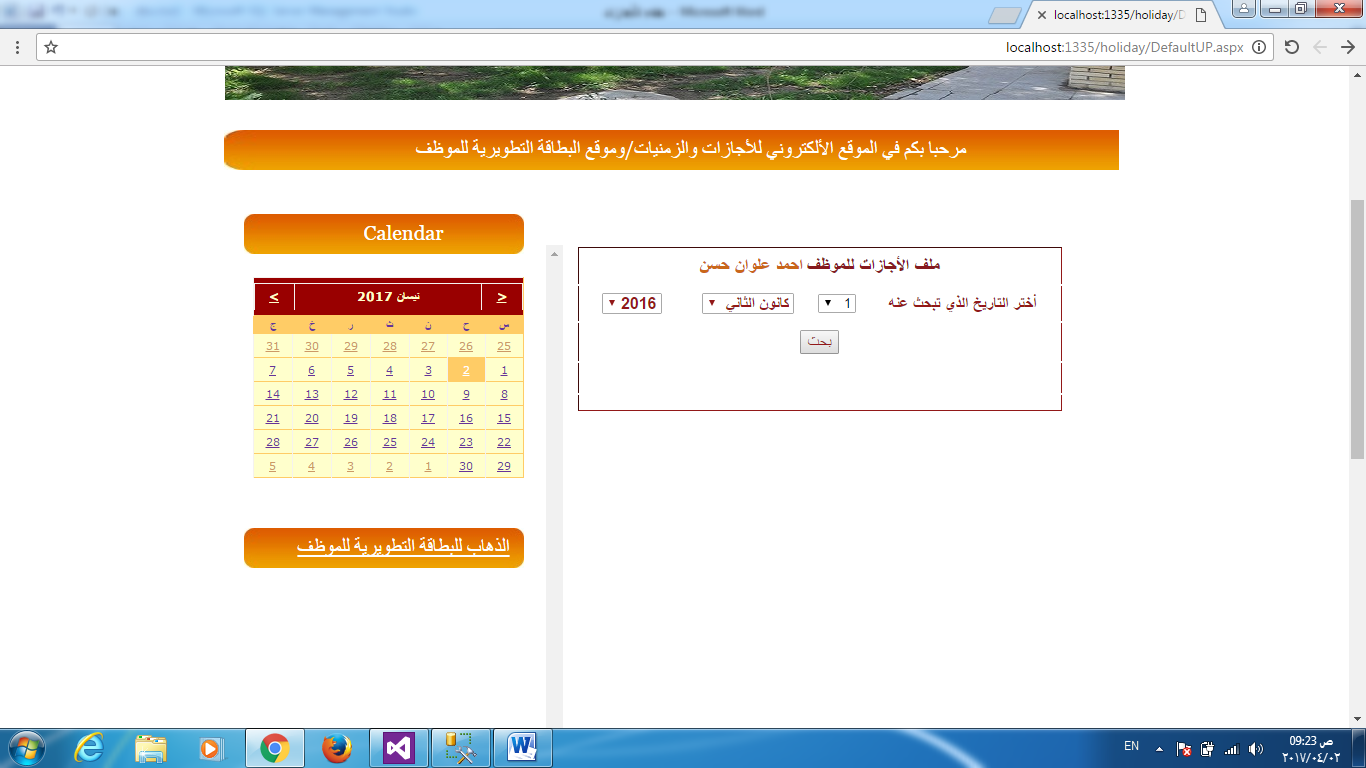 localhost:1335/holiday/D
localhost:1335/holiday/DefaultUP.aspx
مرحبا بكم في الموقع الألكتروني للأجازات والزمنيات/وموقع البطاقة التطويرية للموظف
ملف الأجازات للموظف احمد علوان حسن
أختر التاريخ الذي تبحث عنه 1 كانون الثاني 2016
بحث
Calendar
< نيسان 2017 >
س ح ن ث ر خ ج
25 26 27 28 29 30 31
1 2 3 4 5 6 7
8 9 10 11 12 13 14
15 16 17 18 19 20 21
22 23 24 25 26 27 28
29 30 1 2 3 4 5
الذهاب للبطاقة التطويرية للموظف
EN
09:23 ص
٢٠١٧/٠٤/٠٢